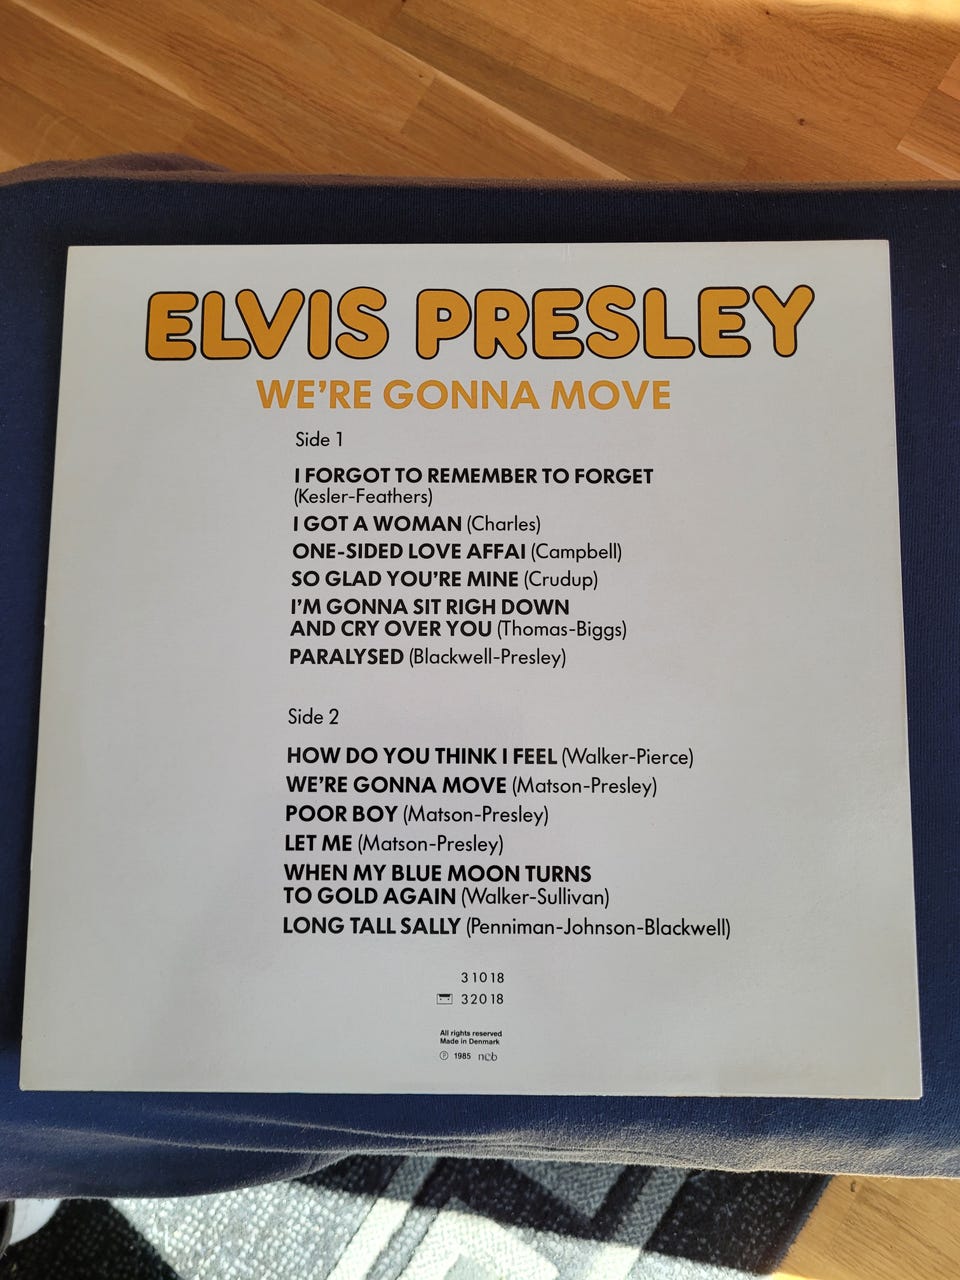 ELVIS PRESLEY
WE'RE GONNA MOVE
Side 1
I FORGOT TO REMEMBER TO FORGET
(Kesler-Feathers)
I GOT A WOMAN (Charles)
ONE-SIDED LOVE AFFAI (Campbell)
SO GLAD YOU'RE MINE (Crudup)
I'M GONNA SIT RIGH DOWN
AND CRY OVER YOU (Thomas-Biggs)
PARALYSED (Blackwell-Presley)
Side 2
HOW DO YOU THINK I FEEL (Walker-Pierce)
WE'RE GONNA MOVE (Matson-Presley)
POOR BOY (Matson-Presley)
LET ME (Matson-Presley)
WHEN MY BLUE MOON TURNS
TO GOLD AGAIN (Walker-Sullivan)
LONG TALL SALLY (Penniman-Johnson-Blackwell)
31018
32018
All rights reserved
Made in Denmark
℗ 1985 ncb